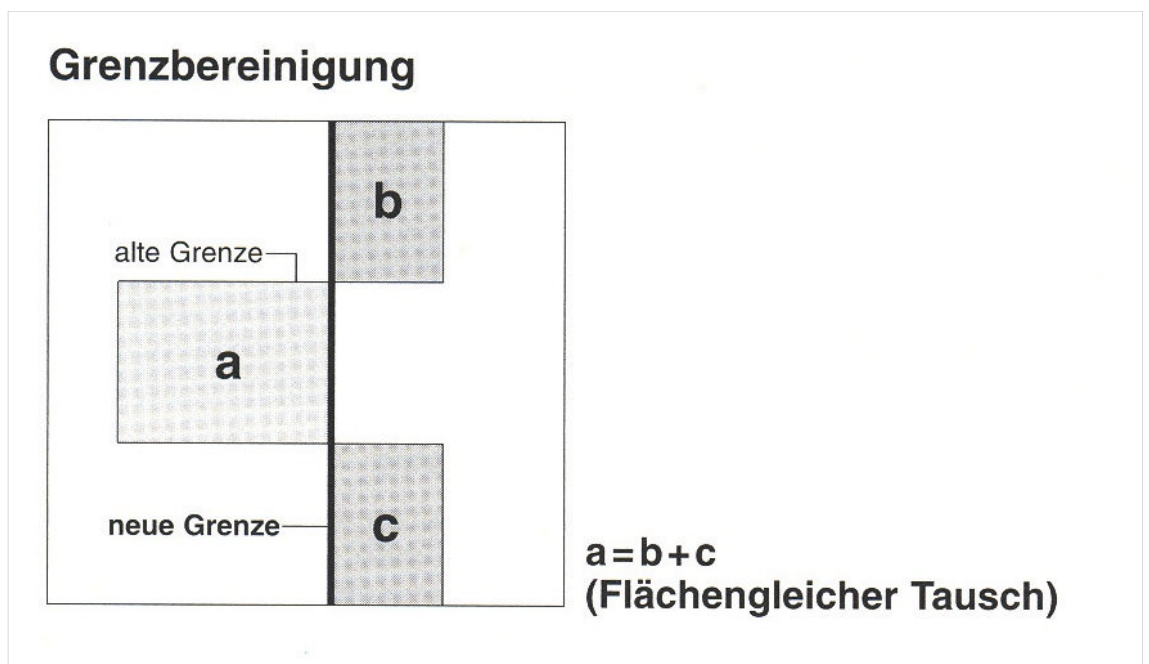 Grenzbereinigung
b
alte Grenze
a
neue Grenze
c
a=b+c
(Flächengleicher Tausch)